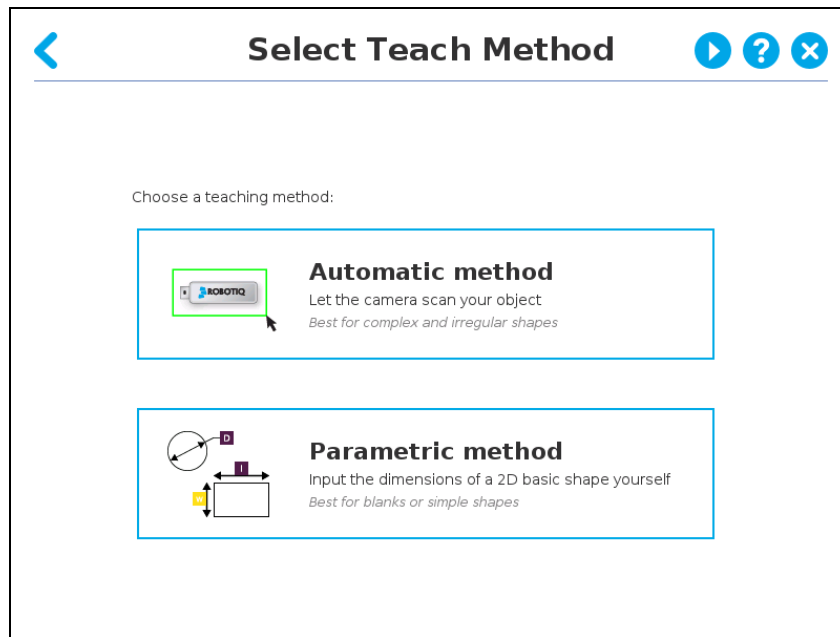 Select Teach Method
?
Choose a teaching method:
ROBOTIQ
Automatic method
Let the camera scan your object
Best for complex and irregular shapes
D
l
w
Parametric method
Input the dimensions of a 2D basic shape yourself
Best for blanks or simple shapes